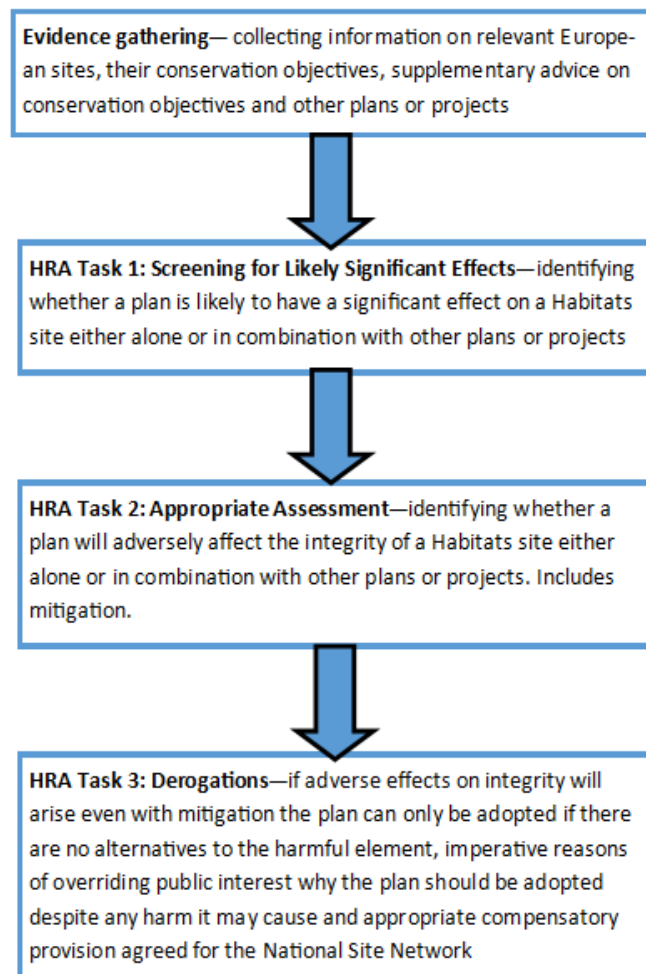 Evidence gathering— collecting information on relevant Europe-
an sites, their conservation objectives, supplementary advice on
conservation objectives and other plans or projects
HRA Task 1: Screening for Likely Significant Effects—identifying
whether a plan is likely to have a significant effect on a Habitats
site either alone or in combination with other plans or projects
HRA Task 2: Appropriate Assessment—identifying whether a
plan will adversely affect the integrity of a Habitats site either
alone or in combination with other plans or projects. Includes
mitigation.
HRA Task 3: Derogations—if adverse effects on integrity will
arise even with mitigation the plan can only be adopted if there
are no alternatives to the harmful element, imperative reasons
of overriding public interest why the plan should be adopted
despite any harm it may cause and appropriate compensatory
provision agreed for the National Site Network